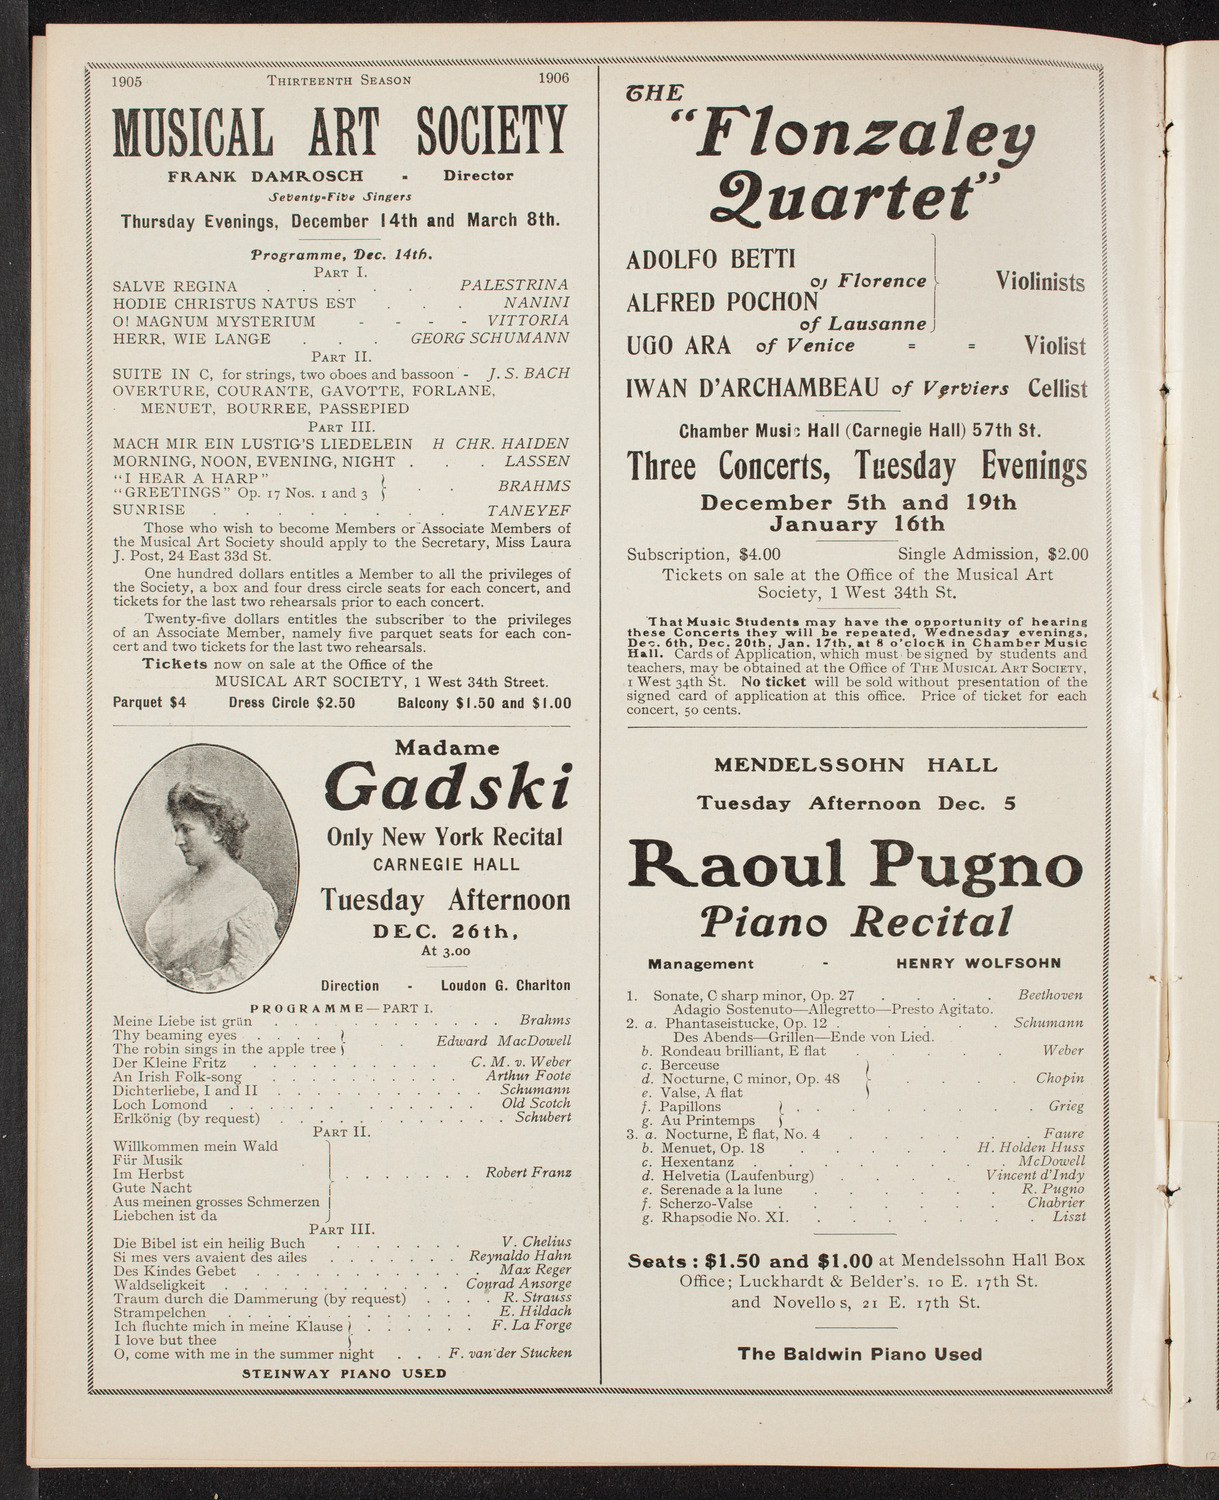 1905 THIRTEENTH SEASON 1906
MUSICAL ART SOCIETY
FRANK DAMROSCH - Director
Seventy-Five Singers
Thursday Evenings, December 14th and March 8th.
Programme, Dec. 14th.
PART I.
SALVE REGINA . . . . . PALESTRINA
HODIE CHRISTUS NATUS EST . . . NANINI
O! MAGNUM MYSTERIUM - - - - VITTORIA
HERR, WIE LANGE . . . GEORG SCHUMANN
PART II.
SUITE IN C, for strings, two oboes and bassoon - J. S. BACH
OVERTURE, COURANTE, GAVOTTE, FORLANE,
MENUET, BOURREE, PASSEPIED
PART III.
MACH MIR EIN LUSTIG'S LIEDELEIN H CHR. HAIDEN
MORNING, NOON, EVENING, NIGHT . . . LASSEN
"I HEAR A HARP"
"GREETINGS" Op. 17 Nos. 1 and 3 } . . BRAHMS
SUNRISE . . . . . . . TANEYEF
Those who wish to become Members or Associate Members of
the Musical Art Society should apply to the Secretary, Miss Laura
J. Post, 24 East 33d St.
One hundred dollars entitles a Member to all the privileges of
the Society, a box and four dress circle seats for each concert, and
tickets for the last two rehearsals prior to each concert.
Twenty-five dollars entitles the subscriber to the privileges
of an Associate Member, namely five parquet seats for each con-
cert and two tickets for the last two rehearsals.
Tickets now on sale at the Office of the
MUSICAL ART SOCIETY, 1 West 34th Street.
Parquet $4 Dress Circle $2.50 Balcony $1.50 and $1.00
Madame
Gadski
Only New York Recital
CARNEGIE HALL
Tuesday Afternoon
DEC. 26th,
At 3.00
Direction - Loudon G. Charlton
PROGRAMME—PART I.
Meine Liebe ist grün . . . . . . . . . Brahms
Thy beaming eyes . . . .
The robin sings in the apple tree } . . Edward MacDowell
Der Kleine Fritz . . . . . . . . C. M. v. Weber
An Irish Folk-song . . . . . . . . Arthur Foote
Dichterliebe, I and II . . . . . . . . Schumann
Loch Lomond . . . . . . . . . Old Scotch
Erlkönig (by request) . . . . . . . . Schubert
PART II.
Willkommen mein Wald
Für Musik
Im Herbst . . . . . . . Robert Franz
Gute Nacht
Aus meinen grosses Schmerzen
Liebchen ist da
PART III.
Die Bibel ist ein heilig Buch . . . . . . V. Chelius
Si mes vers avaient des ailes . . . . . . Reynaldo Hahn
Des Kindes Gebet . . . . . . . . Max Reger
Waldseligkeit . . . . . . . . Conrad Ansorge
Traum durch die Dammerung (by request) . . . . R. Strauss
Strampelchen . . . . . . . . E. Hildach
Ich fluchte mich in meine Klause } . . . . . . F. La Forge
I love but thee
O, come with me in the summer night . . . F. van der Stucken
STEINWAY PIANO USED
THE
"Flonzaley
Quartet"
ADOLFO BETTI
of Florence
Violinists
ALFRED POCHON
of Lausanne
UGO ARA of Venice = = Violist
IWAN D'ARCHAMBEAU of Verviers Cellist
Chamber Music Hall (Carnegie Hall) 57th St.
Three Concerts, Tuesday Evenings
December 5th and 19th
January 16th
Subscription, $4.00 Single Admission, $2.00
Tickets on sale at the Office of the Musical Art
Society, 1 West 34th St.
That Music Students may have the opportunity of hearing
these Concerts they will be repeated, Wednesday evenings,
Dec. 6th, Dec. 20th, Jan. 17th, at 8 o'clock in Chamber Music
Hall. Cards of Application, which must be signed by students and
teachers, may be obtained at the Office of THE MUSICAL ART SOCIETY,
1 West 34th St. No ticket will be sold without presentation of the
signed card of application at this office. Price of ticket for each
concert, 50 cents.
MENDELSSOHN HALL
Tuesday Afternoon Dec. 5
Raoul Pugno
Piano Recital
Management - HENRY WOLFSOHN
1. Sonate, C sharp minor, Op. 27 . . . . Beethoven
Adagio Sostenuto—Allegretto—Presto Agitato.
2. a. Phantaseistucke, Op. 12 . . . . . Schumann
Des Abends—Grillen—Ende von Lied.
b. Rondeau brilliant, E flat . . . . . Weber
c. Berceuse
d. Nocturne, C minor, Op. 48 . . . Chopin
e. Valse, A flat
f. Papillons . . . . . . . Grieg
g. Au Printemps
3. a. Nocturne, E flat, No. 4 . . . . . Faure
b. Menuet, Op. 18 . . . . . H. Holden Huss
c. Hexentanz . . . . . . . McDowell
d. Helvetia (Laufenburg) . . . . Vincent d'Indy
e. Serenade a la lune . . . . . R. Pugno
f. Scherzo-Valse . . . . . . Chabrier
g. Rhapsodie No. XI. . . . . . . Liszt
Seats: $1.50 and $1.00 at Mendelssohn Hall Box
Office; Luckhardt & Belder's. 10 E. 17th St.
and Novello s, 21 E. 17th St.
The Baldwin Piano Used
12